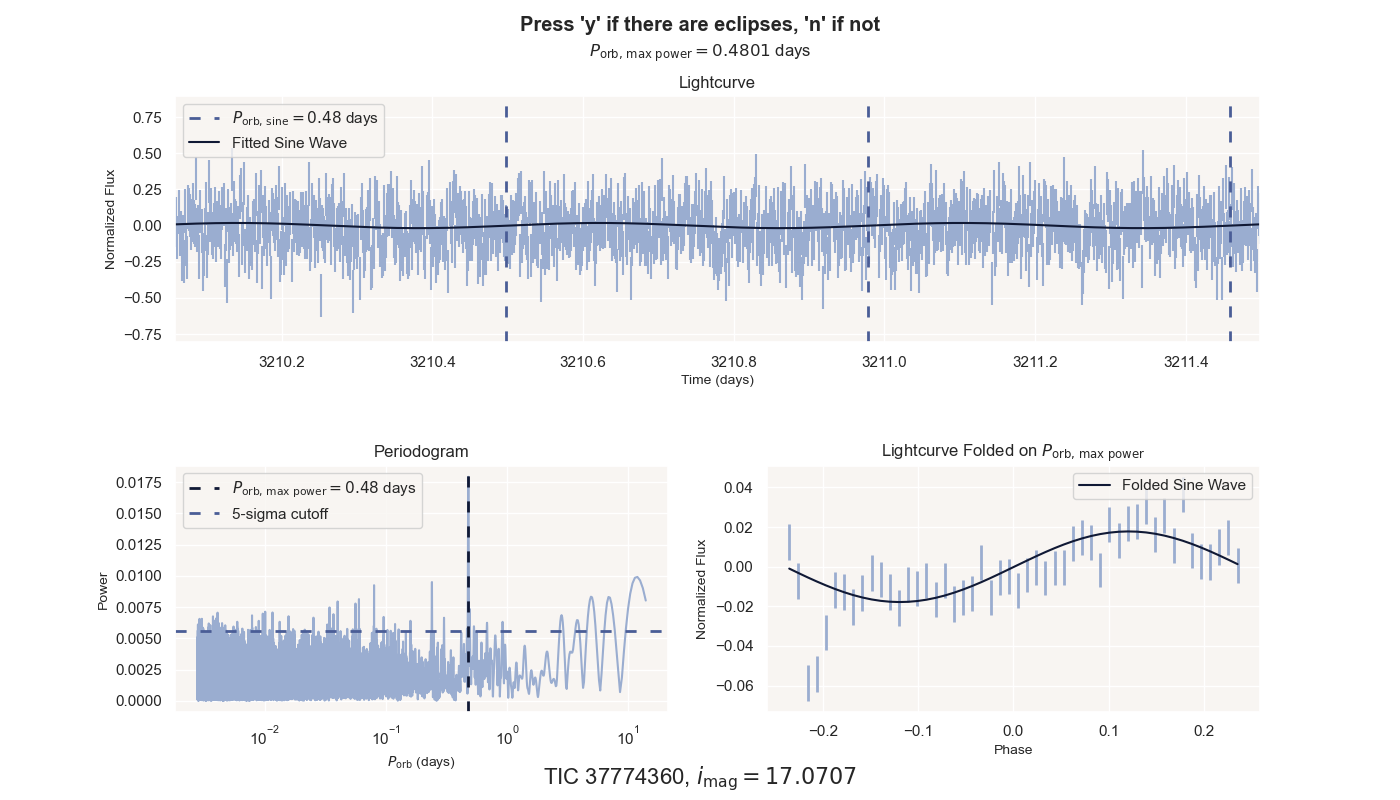 Press 'y' if there are eclipses, 'n' if not
P_orb, max power = 0.4801 days
Lightcurve
P_orb, sine = 0.48 days
Fitted Sine Wave
Normalized Flux
0.75
0.50
0.25
0.00
−0.25
−0.50
−0.75
3210.2 3210.4 3210.6 3210.8 3211.0 3211.2 3211.4
Time (days)
Periodogram
P_orb, max power = 0.48 days
5-sigma cutoff
Power
0.0175
0.0150
0.0125
0.0100
0.0075
0.0050
0.0025
0.0000
10^−2 10^−1 10^0 10^1
P_orb (days)
Lightcurve Folded on P_orb, max power
Folded Sine Wave
Normalized Flux
0.04
0.02
0.00
−0.02
−0.04
−0.06
−0.2 −0.1 0.0 0.1 0.2
Phase
TIC 37774360, i_mag = 17.0707